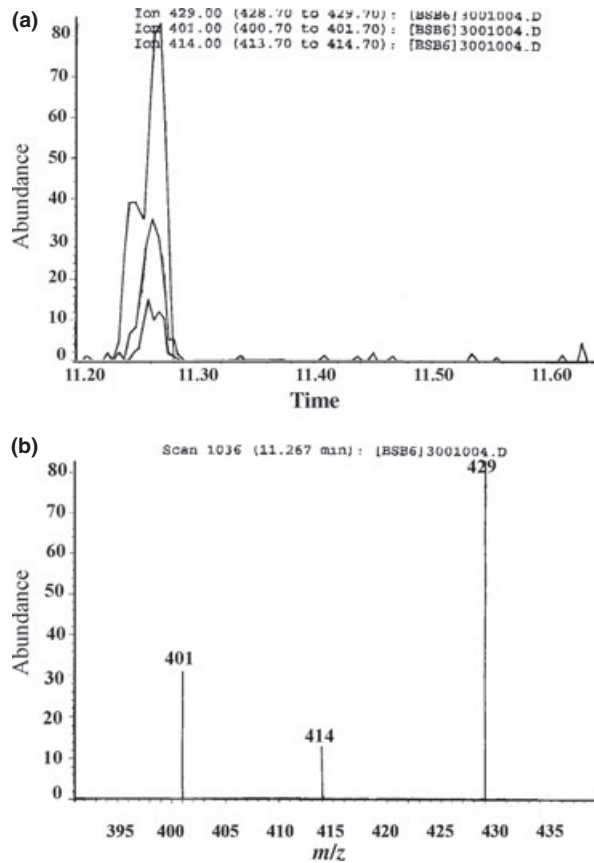 (a)
Ion 429.00 (428.70 to 429.70): [BSB6]3001004.D
Ion 401.00 (400.70 to 401.70): [BSB6]3001004.D
Ion 414.00 (413.70 to 414.70): [BSB6]3001004.D
80
70
60
50
40
30
20
10
0
Abundance
11.20 11.30 11.40 11.50 11.60
Time
(b)
Scan 1036 (11.267 min): [BSB6]3001004.D
429
401
414
80
70
60
50
40
30
20
10
0
Abundance
395 400 405 410 415 420 425 430 435
m/z